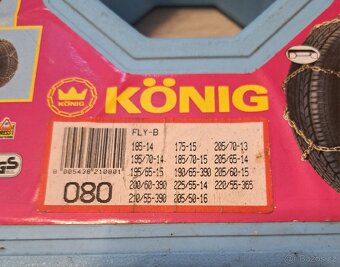 KÖNIG
KÖNIG
FLY-B
185-14 175-15 205/70-13
195/70-14 185/70-15 205/65-14
195/65-15 190/65-390 205/60-15
200/60-390 225/55-14 220/55-365
210/55-390 205/50-16
8 005438 210801
080
GS